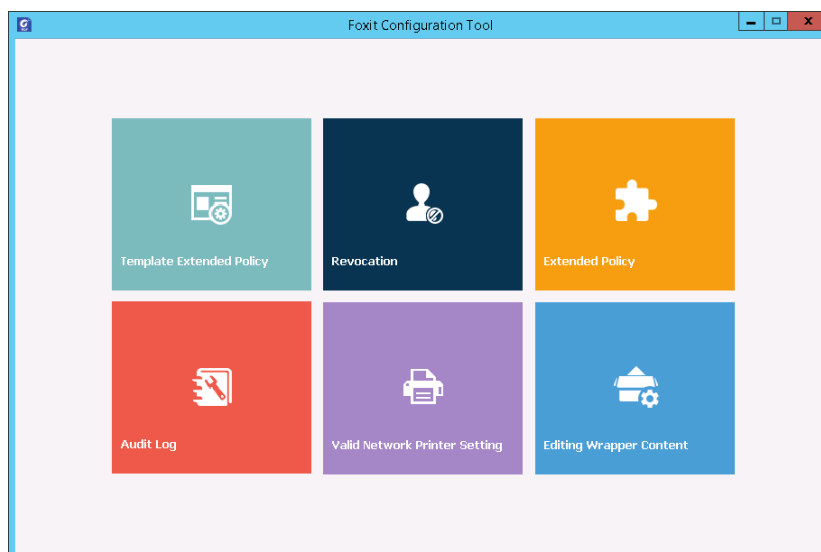 Foxit Configuration Tool
Template Extended Policy
Revocation
Extended Policy
Audit Log
Valid Network Printer Setting
Editing Wrapper Content